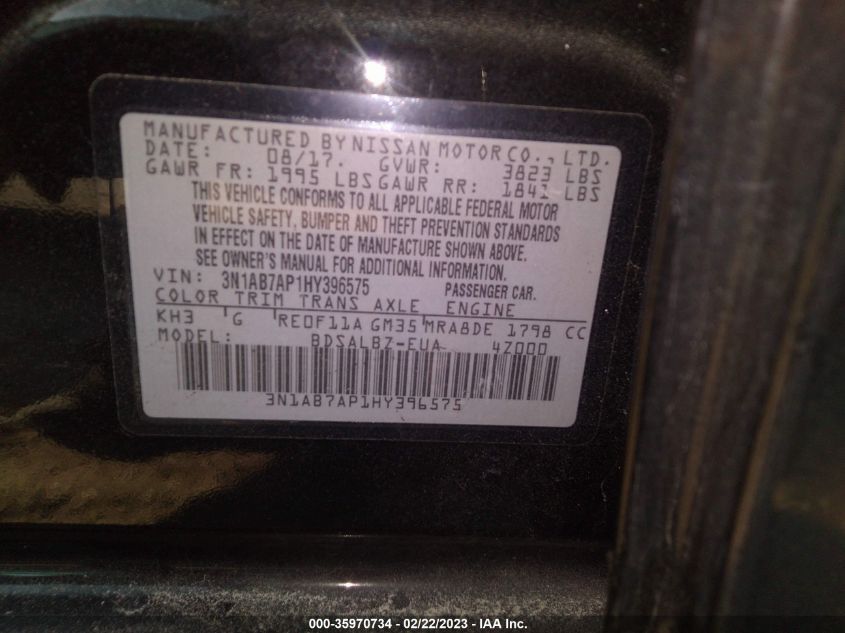 MANUFACTURED BY NISSAN MOTOR CO., LTD.
DATE: 08/17. GVWR: 3823 LBS
GAWR FR: 1995 LBS GAWR RR: 1841 LBS
THIS VEHICLE CONFORMS TO ALL APPLICABLE FEDERAL MOTOR
VEHICLE SAFETY, BUMPER AND THEFT PREVENTION STANDARDS
IN EFFECT ON THE DATE OF MANUFACTURE SHOWN ABOVE.
SEE OWNER'S MANUAL FOR ADDITIONAL INFORMATION.
VIN: 3N1AB7AP1HY396575 PASSENGER CAR.
COLOR TRIM TRANS AXLE ENGINE
KH3 G RE0F11A GM35 MRA8DE 1798 CC
MODEL: BDSALBZ-EUA 4Z000
3N1AB7AP1HY396575
000-35970734 - 02/22/2023 - IAA Inc.